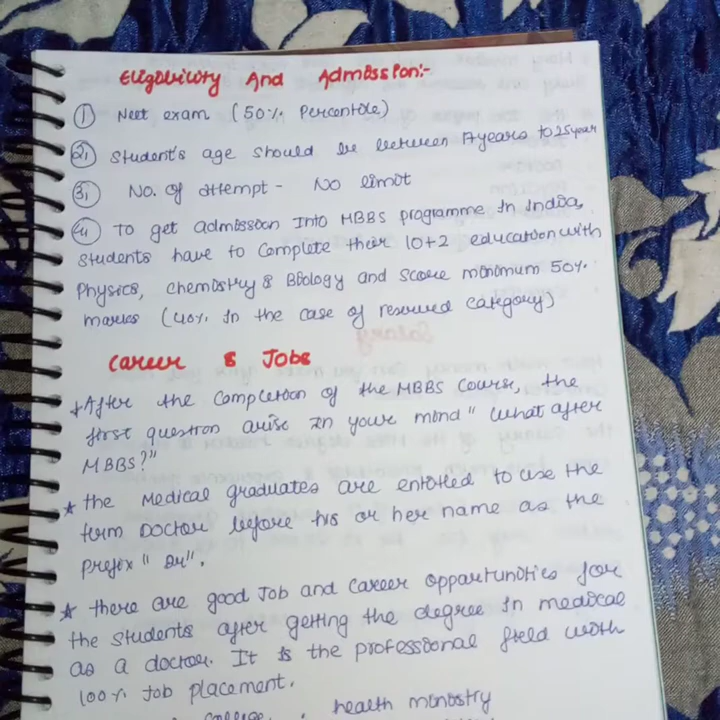 Eligibility And Admission:-
① Neet exam (50% Percentile)
②, Student's age should be between 17years to 25year
③, No. of attempt - No limit
④, To get admission Into MBBS programme In India,
students have to Complete their 10+2 education with
Physics, chemistry & Biology and score minimum 50%
marks (40% In the case of reserved category)
Career & Jobs
* After the completion of the MBBS Course, the
first question arise In your mind "What after
MBBS?"
* the Medical graduates are entitled to use the
term Doctor before his or her name as the
prefix "Dr".
* there are good Job and career opportunities for
the students after getting the degree In medical
as a doctor. It Is the professional field with
100% Job placement.
college, health ministry